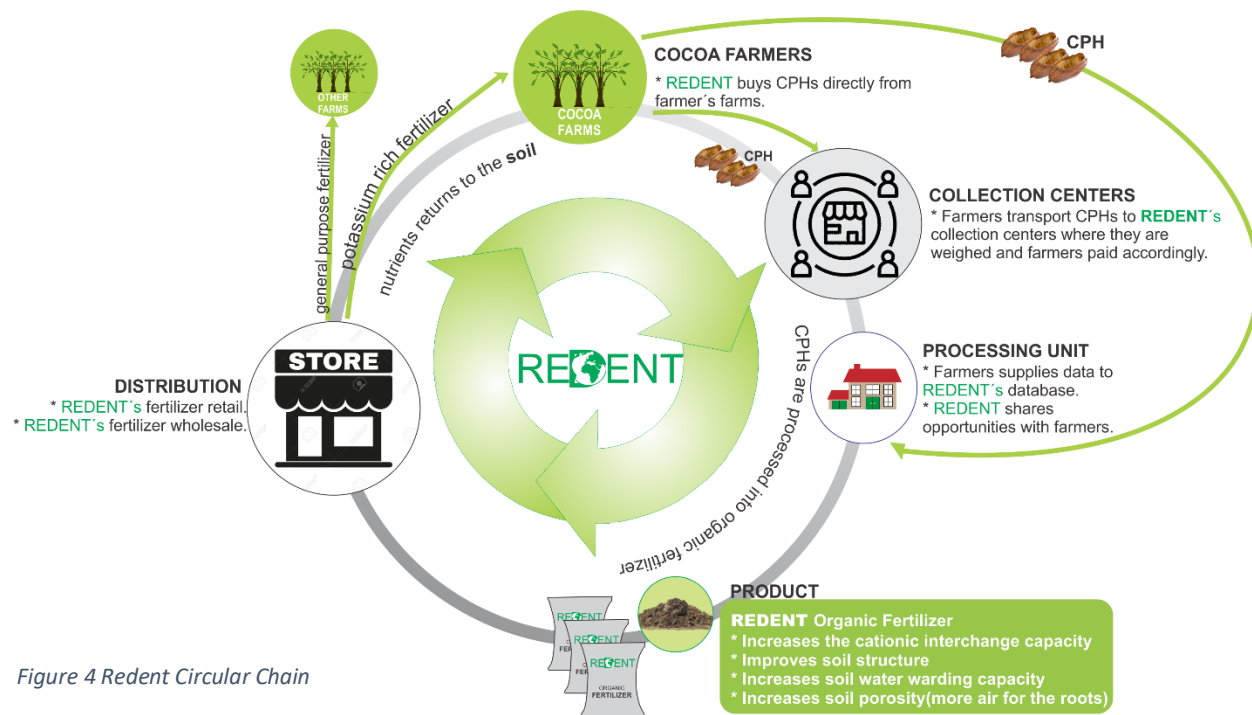 CPH
COCOA FARMERS
* REDENT buys CPHs directly from
farmer´s farms.
OTHER
FARMS
COCOA
FARMS
general purpose fertilizer
potassium rich fertilizer
nutrients returns to the soil
CPH
COLLECTION CENTERS
* Farmers transport CPHs to REDENT´s
collection centers where they are
weighed and farmers paid accordingly.
REDENT
CPHs are processed into organic fertilizer
PROCESSING UNIT
* Farmers supplies data to
REDENT´s database.
* REDENT shares
opportunities with farmers.
STORE
DISTRIBUTION
* REDENT´s fertilizer retail.
* REDENT´s fertilizer wholesale.
PRODUCT
REDENT Organic Fertilizer
* Increases the cationic interchange capacity
* Improves soil structure
* Increases soil water warding capacity
* Increases soil porosity(more air for the roots)
REDENT
REDENT
REDENT
ORGANIC
FERTILIZER
Figure 4 Redent Circular Chain